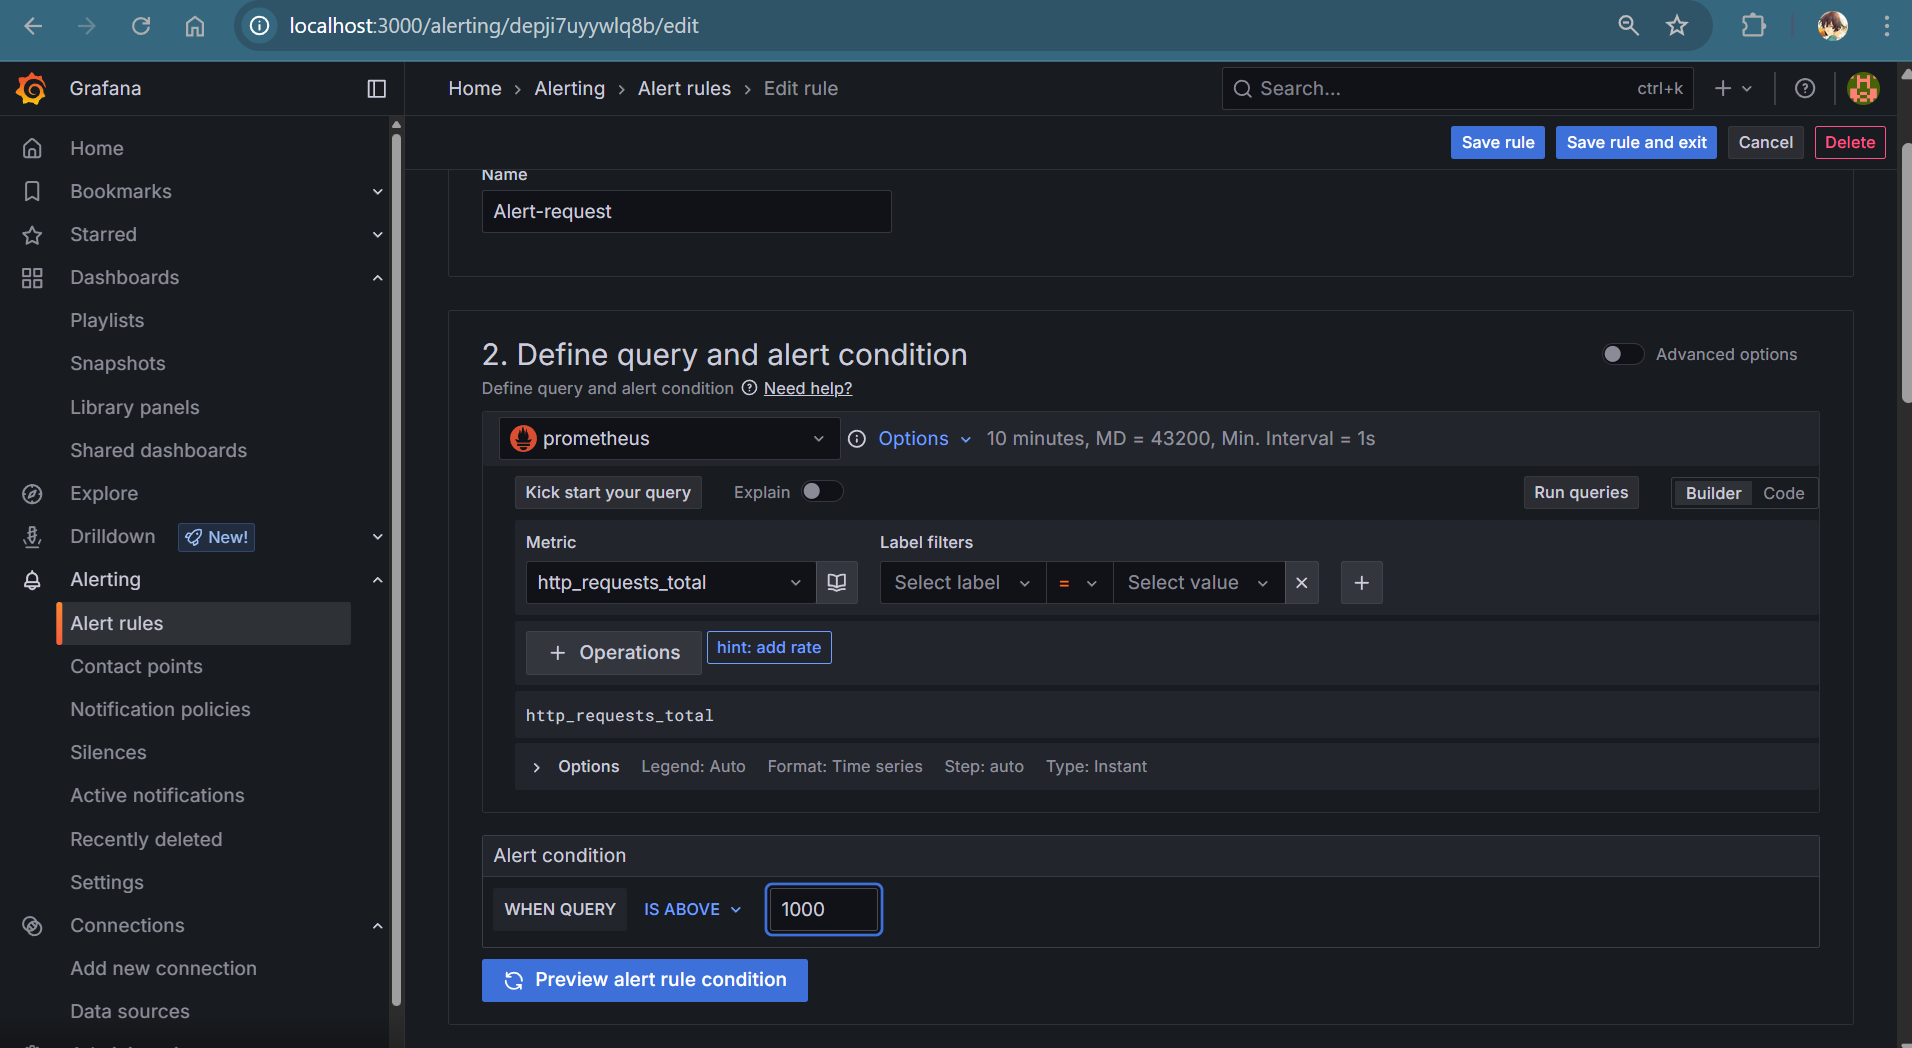 localhost:3000/alerting/depji7uyywlq8b/edit
Grafana
Home › Alerting › Alert rules › Edit rule
Search... ctrl+k
Save rule Save rule and exit Cancel Delete
Home
Bookmarks
Starred
Dashboards
Playlists
Snapshots
Library panels
Shared dashboards
Explore
Drilldown New!
Alerting
Alert rules
Contact points
Notification policies
Silences
Active notifications
Recently deleted
Settings
Connections
Add new connection
Data sources
Name
Alert-request
2. Define query and alert condition
Advanced options
Define query and alert condition Need help?
prometheus Options 10 minutes, MD = 43200, Min. Interval = 1s
Kick start your query Explain Run queries Builder Code
Metric Label filters
http_requests_total Select label = Select value
+ Operations hint: add rate
http_requests_total
Options Legend: Auto Format: Time series Step: auto Type: Instant
Alert condition
WHEN QUERY IS ABOVE 1000
Preview alert rule condition